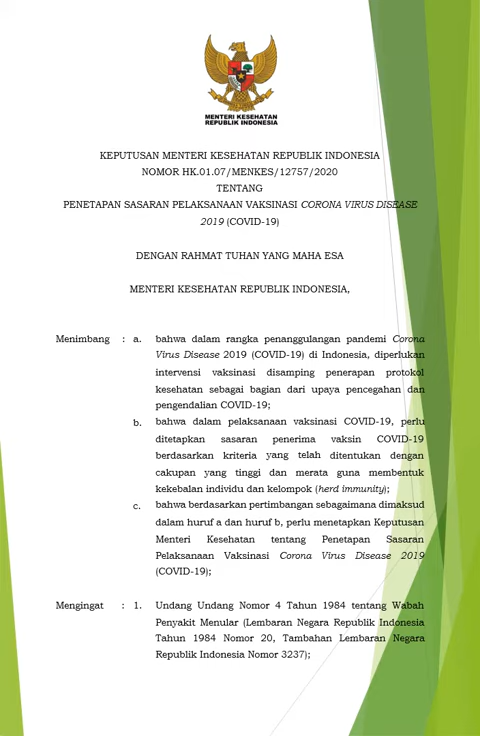 MENTERI KESEHATAN
REPUBLIK INDONESIA
KEPUTUSAN MENTERI KESEHATAN REPUBLIK INDONESIA
NOMOR HK.01.07/MENKES/12757/2020
TENTANG
PENETAPAN SASARAN PELAKSANAAN VAKSINASI CORONA VIRUS DISEASE
2019 (COVID-19)
DENGAN RAHMAT TUHAN YANG MAHA ESA
MENTERI KESEHATAN REPUBLIK INDONESIA,
Menimbang : a. bahwa dalam rangka penanggulangan pandemi Corona
Virus Disease 2019 (COVID-19) di Indonesia, diperlukan
intervensi vaksinasi disamping penerapan protokol
kesehatan sebagai bagian dari upaya pencegahan dan
pengendalian COVID-19;
b. bahwa dalam pelaksanaan vaksinasi COVID-19, perlu
ditetapkan sasaran penerima vaksin COVID-19
berdasarkan kriteria yang telah ditentukan dengan
cakupan yang tinggi dan merata guna membentuk
kekebalan individu dan kelompok (herd immunity);
c. bahwa berdasarkan pertimbangan sebagaimana dimaksud
dalam huruf a dan huruf b, perlu menetapkan Keputusan
Menteri Kesehatan tentang Penetapan Sasaran
Pelaksanaan Vaksinasi Corona Virus Disease 2019
(COVID-19);
Mengingat : 1. Undang Undang Nomor 4 Tahun 1984 tentang Wabah
Penyakit Menular (Lembaran Negara Republik Indonesia
Tahun 1984 Nomor 20, Tambahan Lembaran Negara
Republik Indonesia Nomor 3237);